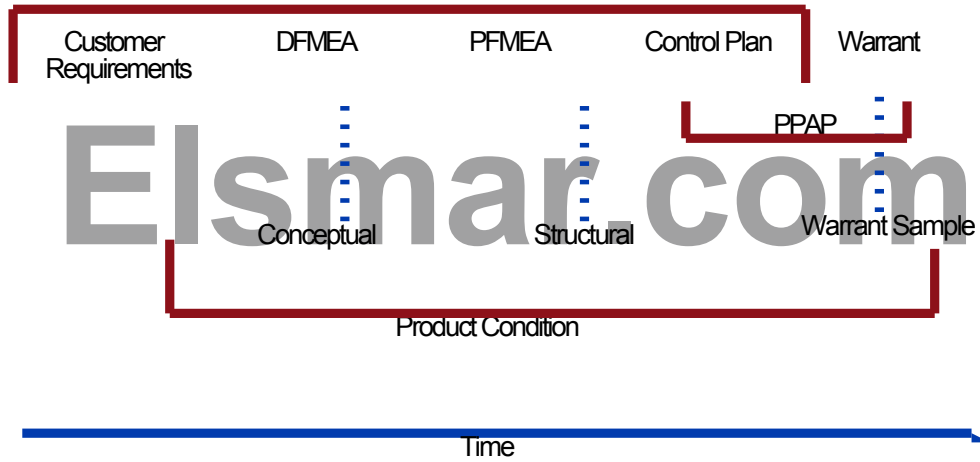 Customer Requirements
DFMEA
PFMEA
Control Plan
Warrant
PPAP
Elsmar.com
Conceptual
Structural
Warrant Sample
Product Condition
Time